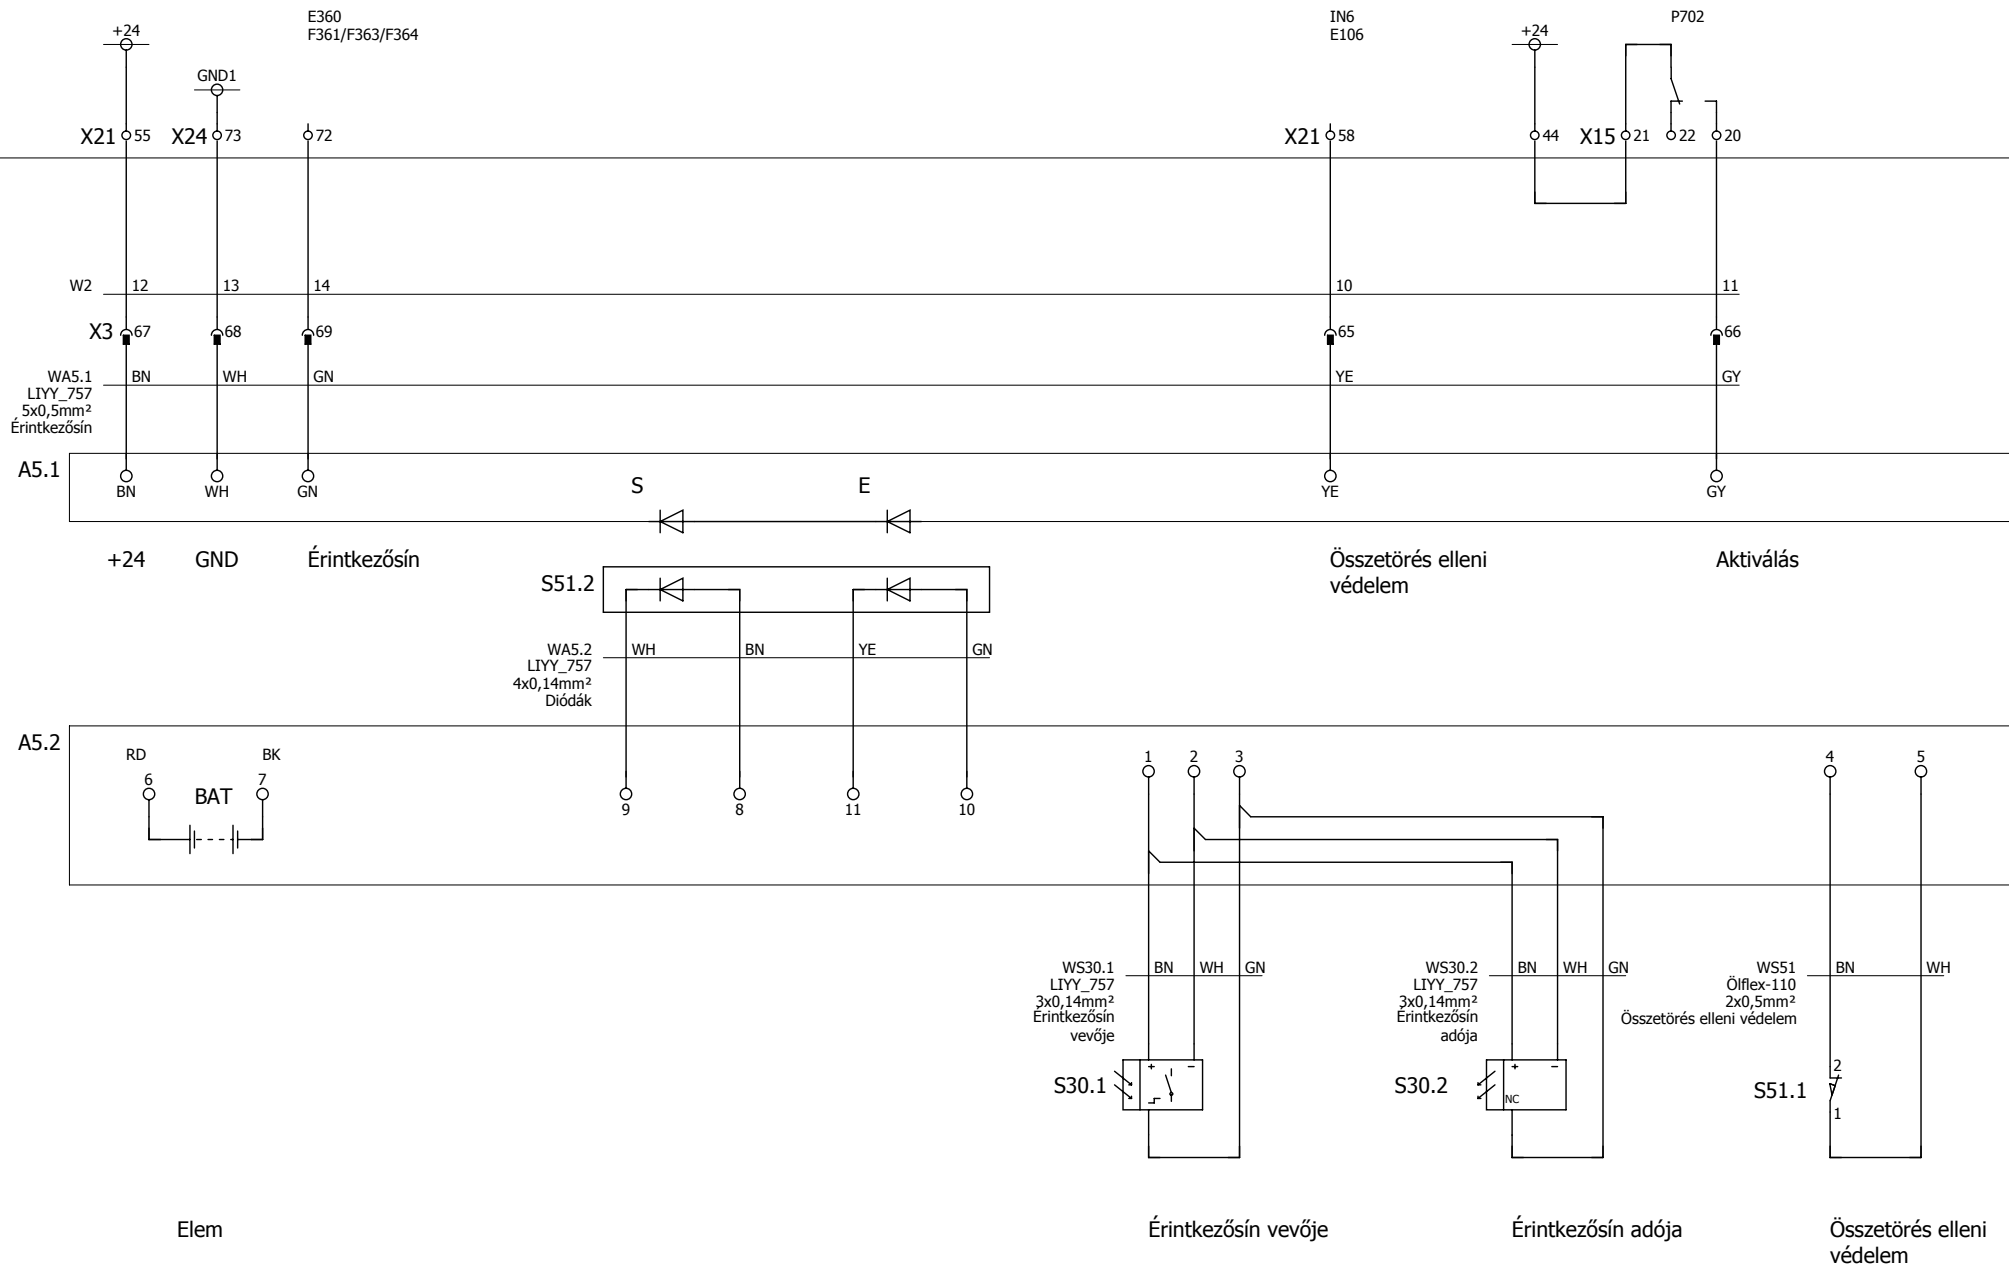 E360
F361/F363/F364
IN6
E106
P702
+24
+24
GND1
X21 55
X24 73
72
X21 58
44
X15 21
22
20
W2 12 13 14 10 11
X3 67 68 69 65 66
WA5.1 BN WH GN YE GY
LIYY_757
5x0,5mm²
Érintkezősín
A5.1
BN WH GN YE GY
S E
+24 GND Érintkezősín
Összetörés elleni
védelem
Aktiválás
S51.2
WA5.2 WH BN YE GN
LIYY_757
4x0,14mm²
Diódák
A5.2
RD BK
6 7
BAT
9 8 11 10
1 2 3 4 5
WS30.1 BN WH GN
LIYY_757
3x0,14mm²
Érintkezősín
vevője
WS30.2 BN WH GN
LIYY_757
3x0,14mm²
Érintkezősín
adója
WS51 BN WH
Ölflex-110
2x0,5mm²
Összetörés elleni védelem
S30.1 + −
S30.2 + −
NC
S51.1
2
1
Elem
Érintkezősín vevője
Érintkezősín adója
Összetörés elleni
védelem